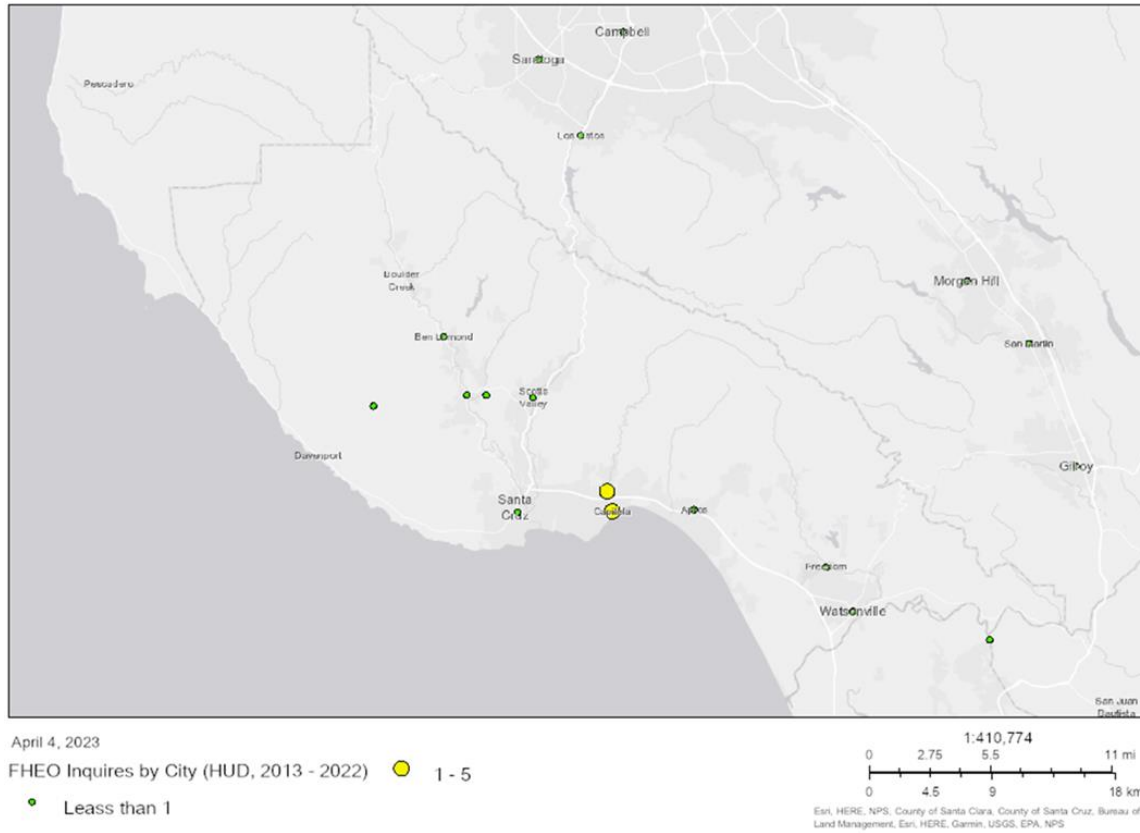 Campbell
Saratoga
Pescadero
Los Gatos
Boulder
Creek
Morgan Hill
Ben Lomond
San Martin
Scotts
Valley
Davenport
Gilroy
Santa
Cruz
Capitola
Aptos
Freedom
Watsonville
San Juan
Bautista
April 4, 2023
FHEO Inquires by City (HUD, 2013 - 2022)
1 - 5
Leass than 1
1:410,774
0 2.75 5.5 11 mi
0 4.5 9 18 km
Esri, HERE, NPS, County of Santa Clara, County of Santa Cruz, Bureau of
Land Management, Esri, HERE, Garmin, USGS, EPA, NPS